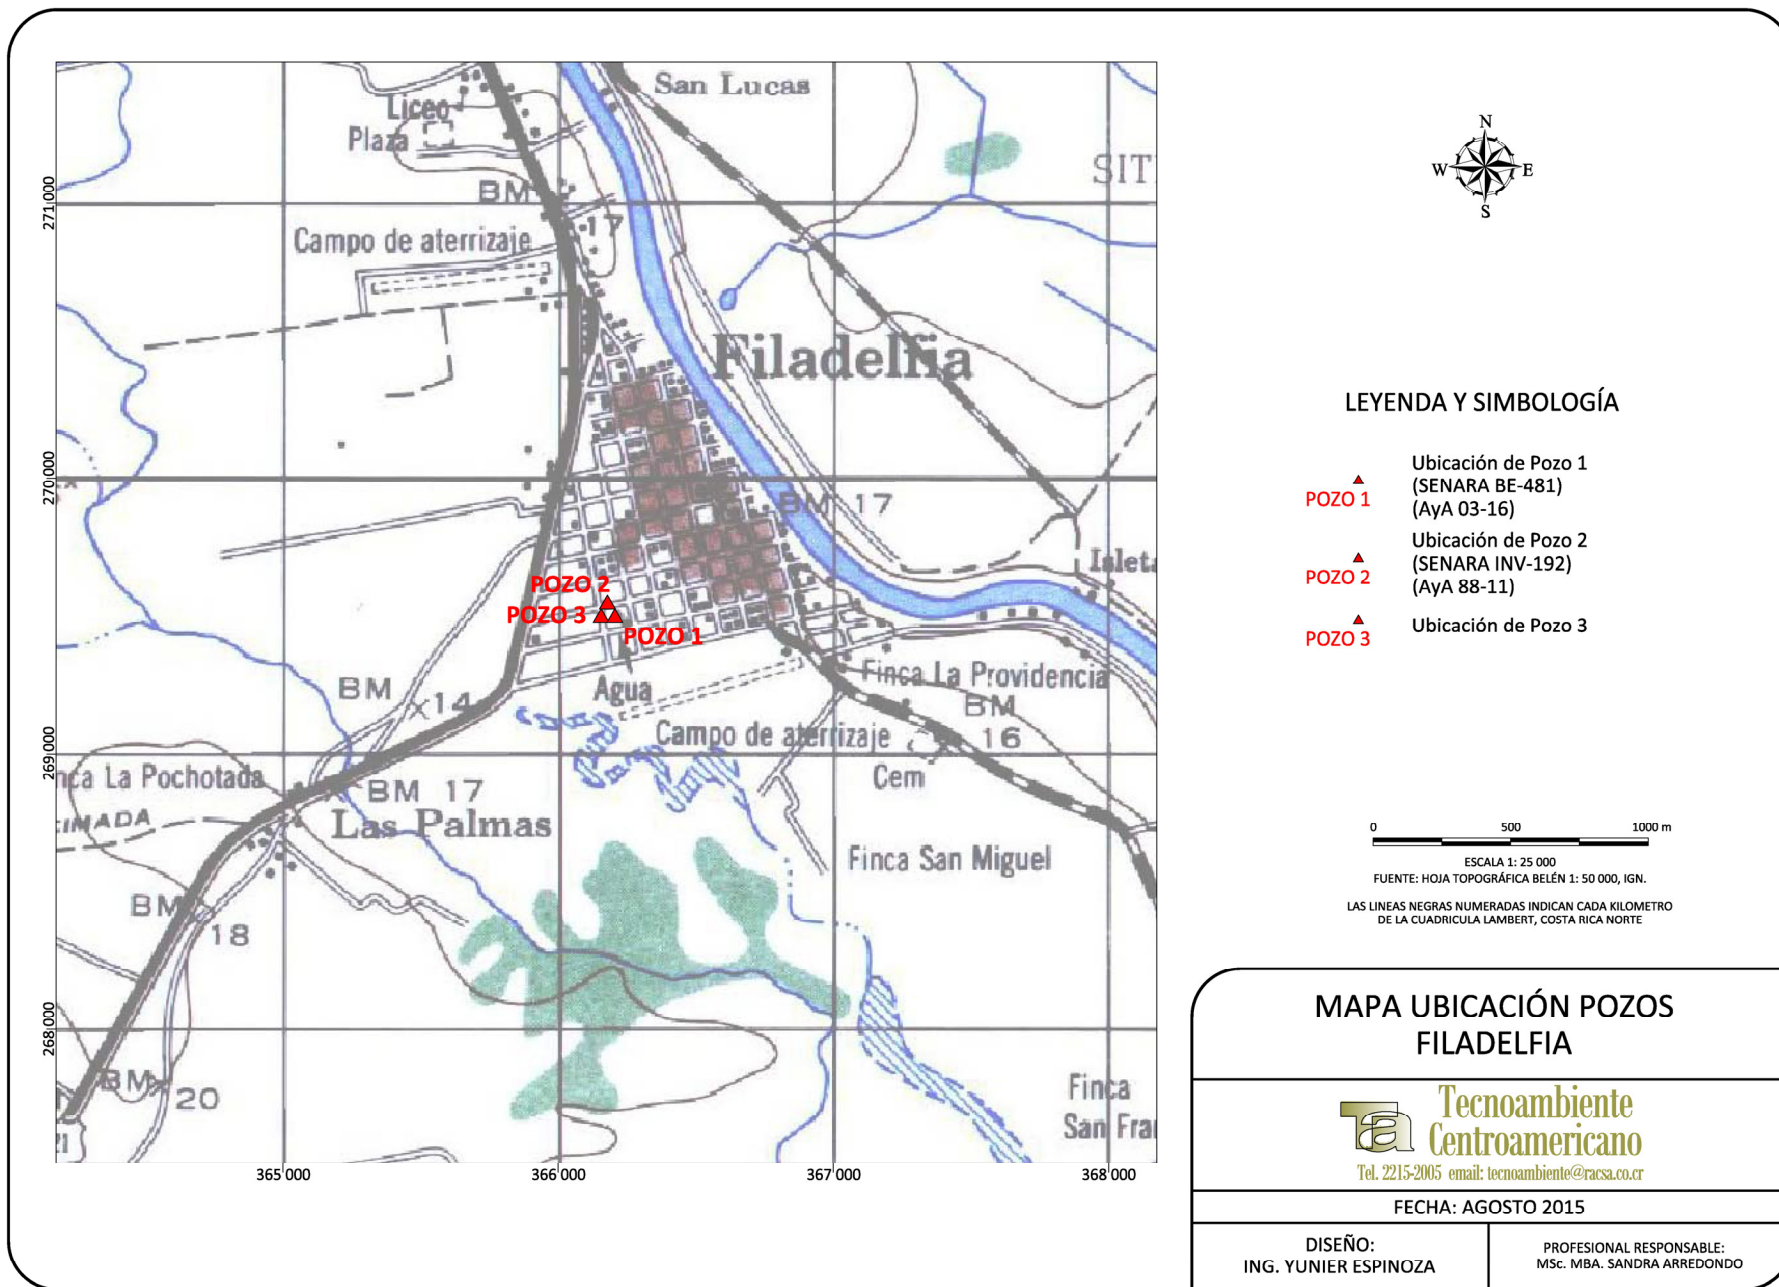 San Lucas
Liceo
Plaza
SIT
BM
17
Campo de aterrizaje
Filadelfia
BM 17
Isleta
POZO 2
POZO 3
POZO 1
Agua
BM
14
Finca La Providencia
BM
16
Campo de aterrizaje
Cem
nca La Pochotada
BM 17
Las Palmas
Finca San Miguel
BM
18
BM
20
Finca
San Fra
271'000
270'000
269'000
268'000
365'000
366'000
367'000
368'000
N
W
E
S
LEYENDA Y SIMBOLOGÍA
POZO 1
Ubicación de Pozo 1
(SENARA BE-481)
(AyA 03-16)
POZO 2
Ubicación de Pozo 2
(SENARA INV-192)
(AyA 88-11)
POZO 3
Ubicación de Pozo 3
0 500 1000 m
ESCALA 1: 25 000
FUENTE: HOJA TOPOGRÁFICA BELÉN 1: 50 000, IGN.
LAS LINEAS NEGRAS NUMERADAS INDICAN CADA KILOMETRO
DE LA CUADRICULA LAMBERT, COSTA RICA NORTE
MAPA UBICACIÓN POZOS
FILADELFIA
Ta
Tecnoambiente
Centroamericano
Tel. 2215-2005 email: tecnoambiente@racsa.co.cr
FECHA: AGOSTO 2015
DISEÑO:
ING. YUNIER ESPINOZA
PROFESIONAL RESPONSABLE:
MSc. MBA. SANDRA ARREDONDO